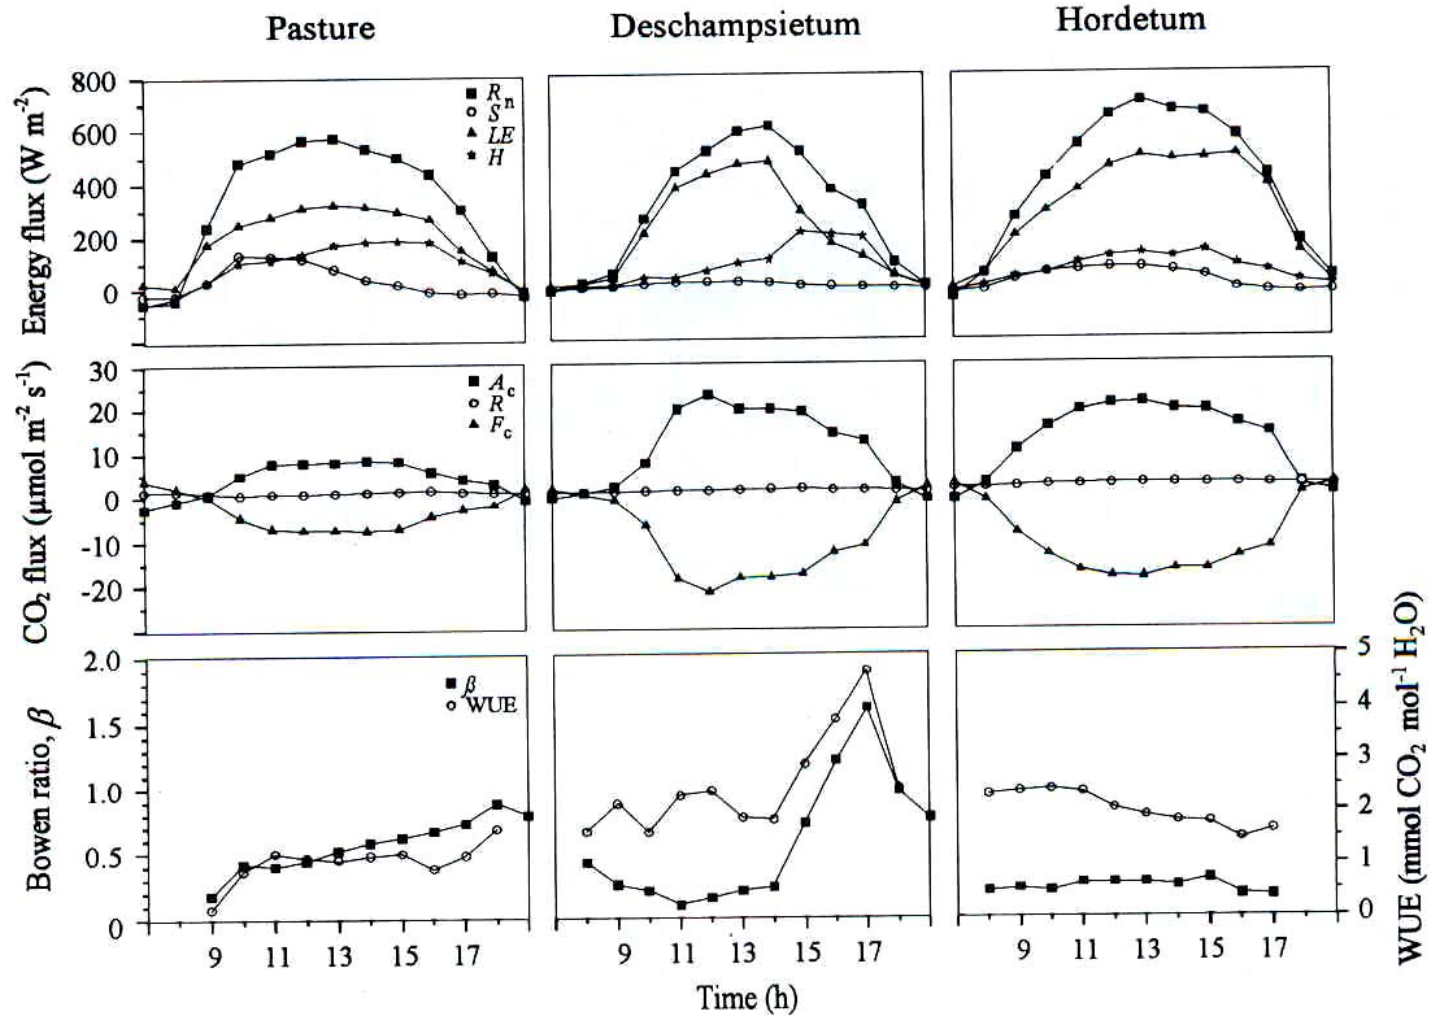 Pasture Deschampsietum Hordetum
Energy flux (W m⁻²)
800
600
400
200
0
Rₙ
S
LE
H
CO₂ flux (μmol m⁻² s⁻¹)
30
20
10
0
-10
-20
A꜀
R
F꜀
Bowen ratio, β
2.0
1.5
1.0
0.5
0
β
WUE
5
4
3
2
1
0
WUE (mmol CO₂ mol⁻¹ H₂O)
9 11 13 15 17 9 11 13 15 17 9 11 13 15 17
Time (h)